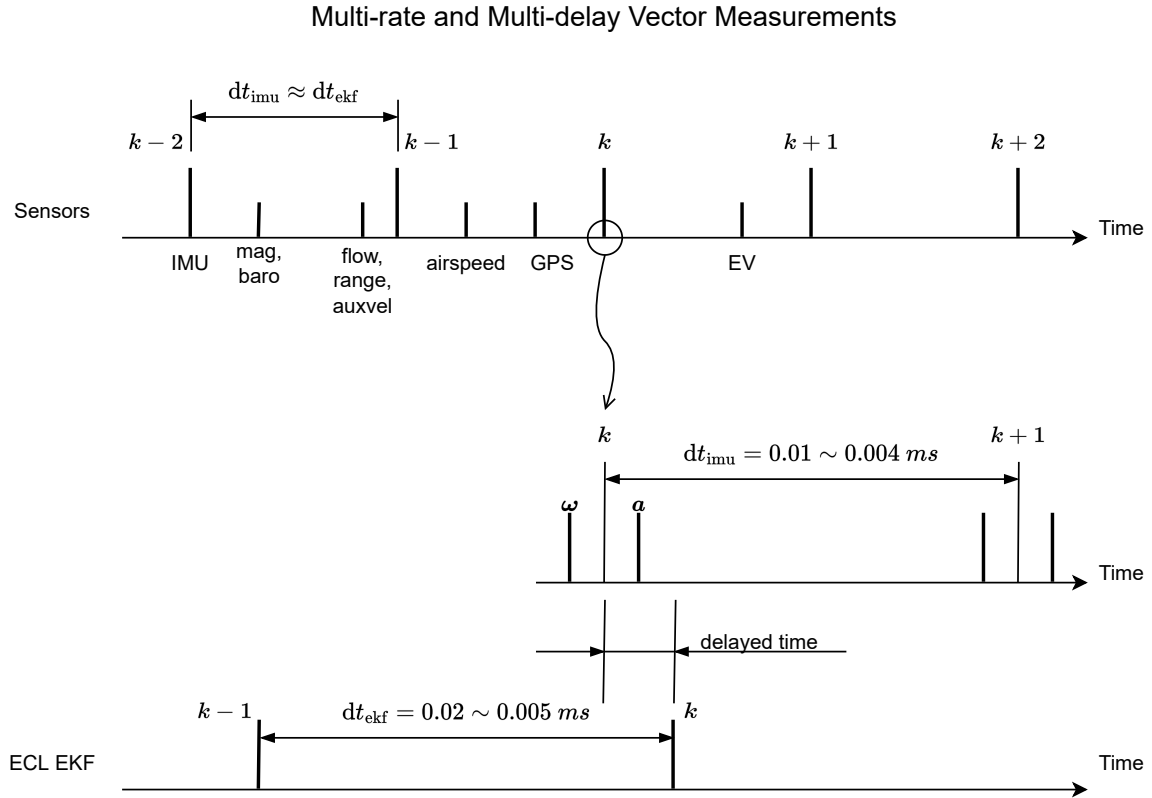 Multi-rate and Multi-delay Vector Measurements
dt_imu ≈ dt_ekf
k − 2
k − 1
k
k + 1
k + 2
Sensors
Time
IMU
mag,
baro
flow,
range,
auxvel
airspeed
GPS
EV
k
k + 1
dt_imu = 0.01 ∼ 0.004 ms
ω
a
Time
delayed time
k − 1
dt_ekf = 0.02 ∼ 0.005 ms
k
ECL EKF
Time